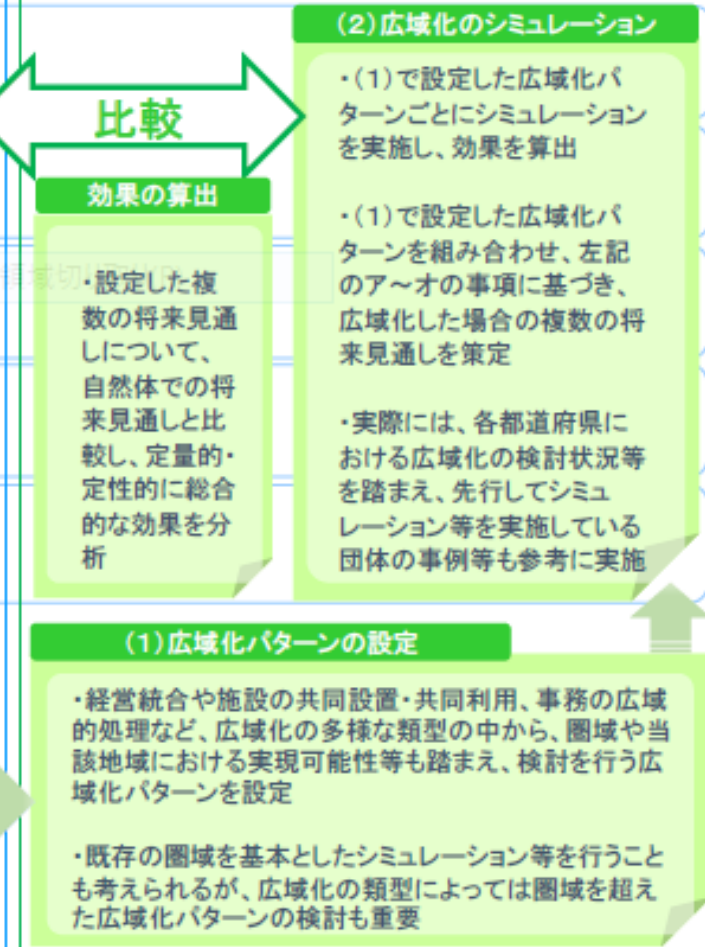 (2)広域化のシミュレーション
・(1)で設定した広域化パ
ターンごとにシミュレーション
を実施し、効果を算出
・(1)で設定した広域化パ
ターンを組み合わせ、左記
のア～オの事項に基づき、
広域化した場合の複数の将
来見通しを策定
・実際には、各都道府県に
おける広域化の検討状況等
を踏まえ、先行してシミュ
レーション等を実施している
団体の事例等も参考に実施
比較
効果の算出
・設定した複
数の将来見通
しについて、
自然体での将
来見通しと比
較し、定量的・
定性的に総合
的な効果を分
析
(1)広域化パターンの設定
・経営統合や施設の共同設置・共同利用、事務の広域
的処理など、広域化の多様な類型の中から、圏域や当
該地域における実現可能性等も踏まえ、検討を行う広
域化パターンを設定
・既存の圏域を基本としたシミュレーション等を行うこと
も考えられるが、広域化の類型によっては圏域を超え
た広域化パターンの検討も重要